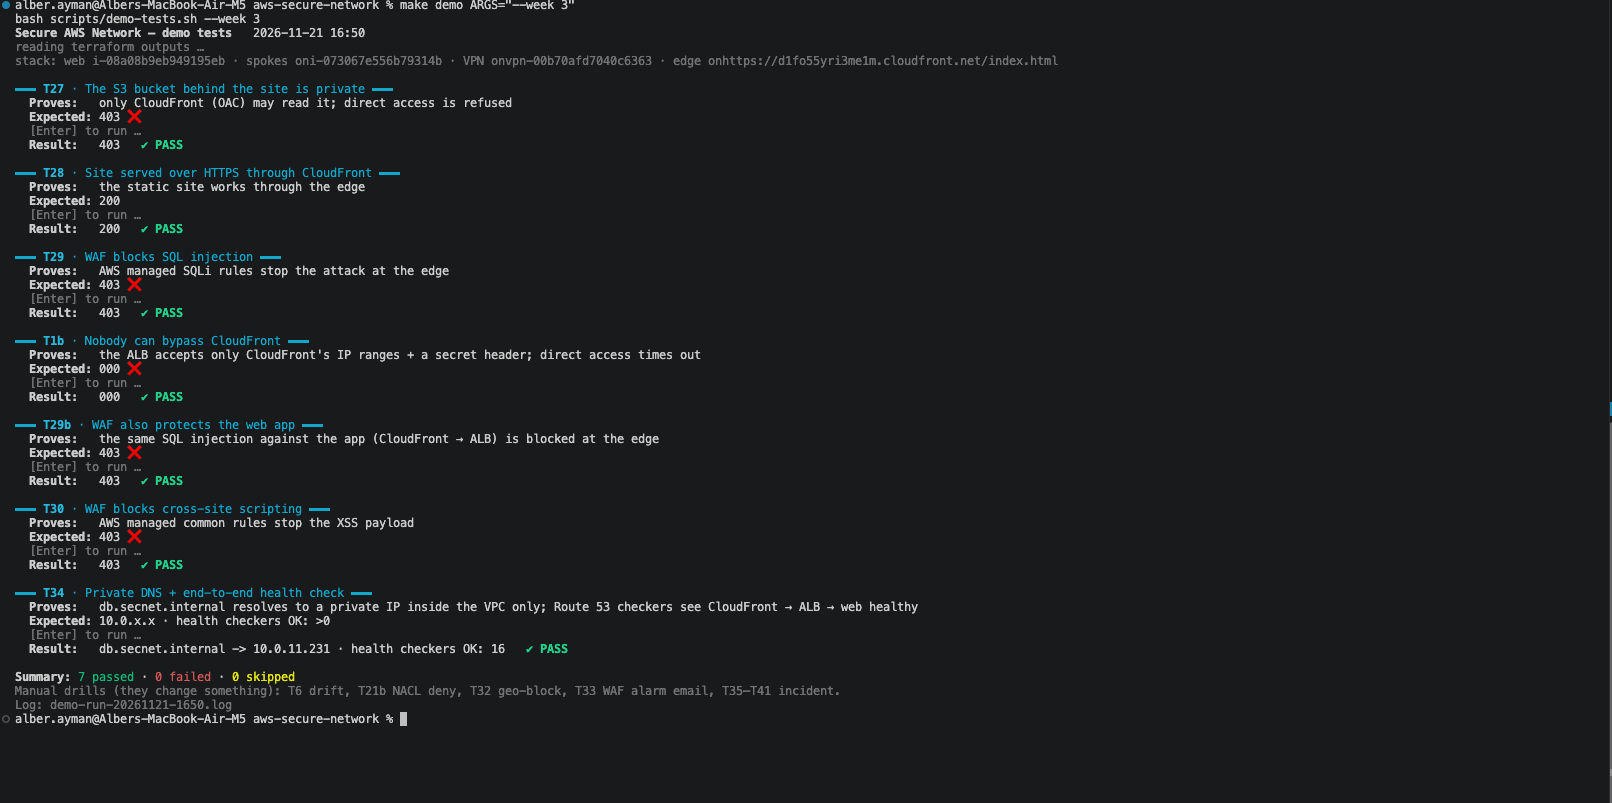 alber.ayman@Albers-MacBook-Air-M5 aws-secure-network % make demo ARGS="--week 3"
bash scripts/demo-tests.sh --week 3
Secure AWS Network — demo tests   2026-11-21 16:50
reading terraform outputs …
stack: web i-08a08b9eb949195eb · spokes oni-073067e556b79314b · VPN onvpn-00b70afd7040c6363 · edge onhttps://d1fo55yri3me1m.cloudfront.net/index.html
━━━ T27 · The S3 bucket behind the site is private ━━━
Proves:   only CloudFront (OAC) may read it; direct access is refused
Expected: 403 ❌
[Enter] to run …
Result:   403   ✔ PASS
━━━ T28 · Site served over HTTPS through CloudFront ━━━
Proves:   the static site works through the edge
Expected: 200
[Enter] to run …
Result:   200   ✔ PASS
━━━ T29 · WAF blocks SQL injection ━━━
Proves:   AWS managed SQLi rules stop the attack at the edge
Expected: 403 ❌
[Enter] to run …
Result:   403   ✔ PASS
━━━ T1b · Nobody can bypass CloudFront ━━━
Proves:   the ALB accepts only CloudFront's IP ranges + a secret header; direct access times out
Expected: 000 ❌
[Enter] to run …
Result:   000   ✔ PASS
━━━ T29b · WAF also protects the web app ━━━
Proves:   the same SQL injection against the app (CloudFront → ALB) is blocked at the edge
Expected: 403 ❌
[Enter] to run …
Result:   403   ✔ PASS
━━━ T30 · WAF blocks cross-site scripting ━━━
Proves:   AWS managed common rules stop the XSS payload
Expected: 403 ❌
[Enter] to run …
Result:   403   ✔ PASS
━━━ T34 · Private DNS + end-to-end health check ━━━
Proves:   db.secnet.internal resolves to a private IP inside the VPC only; Route 53 checkers see CloudFront → ALB → web healthy
Expected: 10.0.x.x · health checkers OK: >0
[Enter] to run …
Result:   db.secnet.internal -> 10.0.11.231 · health checkers OK: 16   ✔ PASS
Summary: 7 passed · 0 failed · 0 skipped
Manual drills (they change something): T6 drift, T21b NACL deny, T32 geo-block, T33 WAF alarm email, T35–T41 incident.
Log: demo-run-20261121-1650.log
alber.ayman@Albers-MacBook-Air-M5 aws-secure-network %